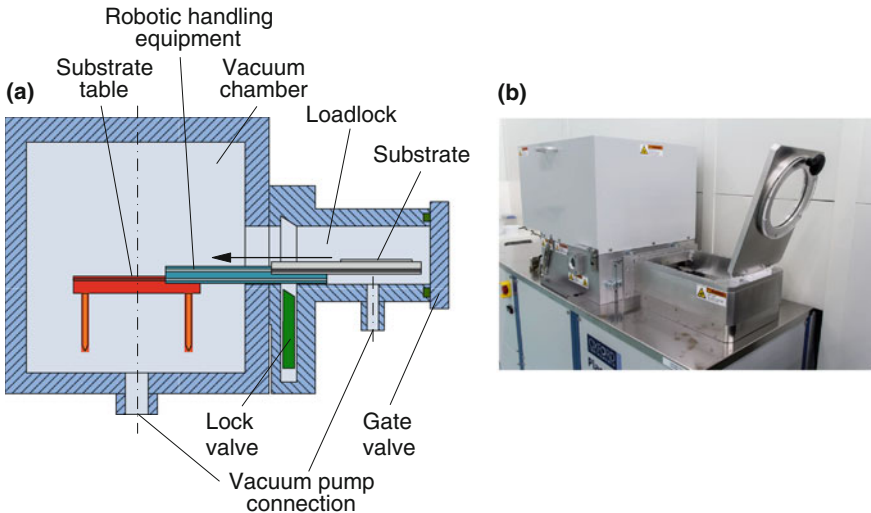 (a)
Robotic handling
equipment
Substrate
table
Vacuum
chamber
Loadlock
Substrate
Lock
valve
Gate
valve
Vacuum pump
connection
(b)